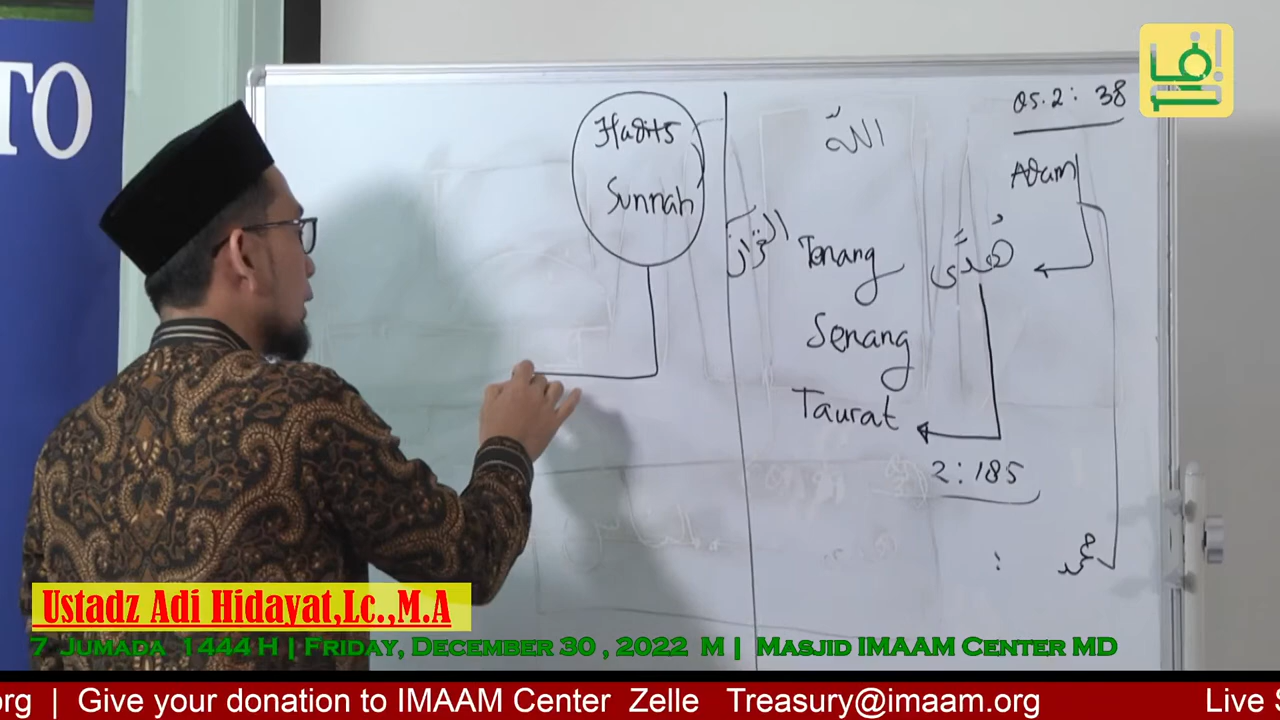 TO
QS. 2 : 38
Hadits
Sunnah
اللّه
Adam
القرآن
Tenang
هُدًى
Senang
Taurat
2 : 185
:
محمد
Ustadz Adi Hidayat,Lc.,M.A
7 Jumada 1444 H | Friday, December 30 , 2022 M | Masjid IMAAM Center MD
org | Give your donation to IMAAM Center Zelle Treasury@imaam.org Live S